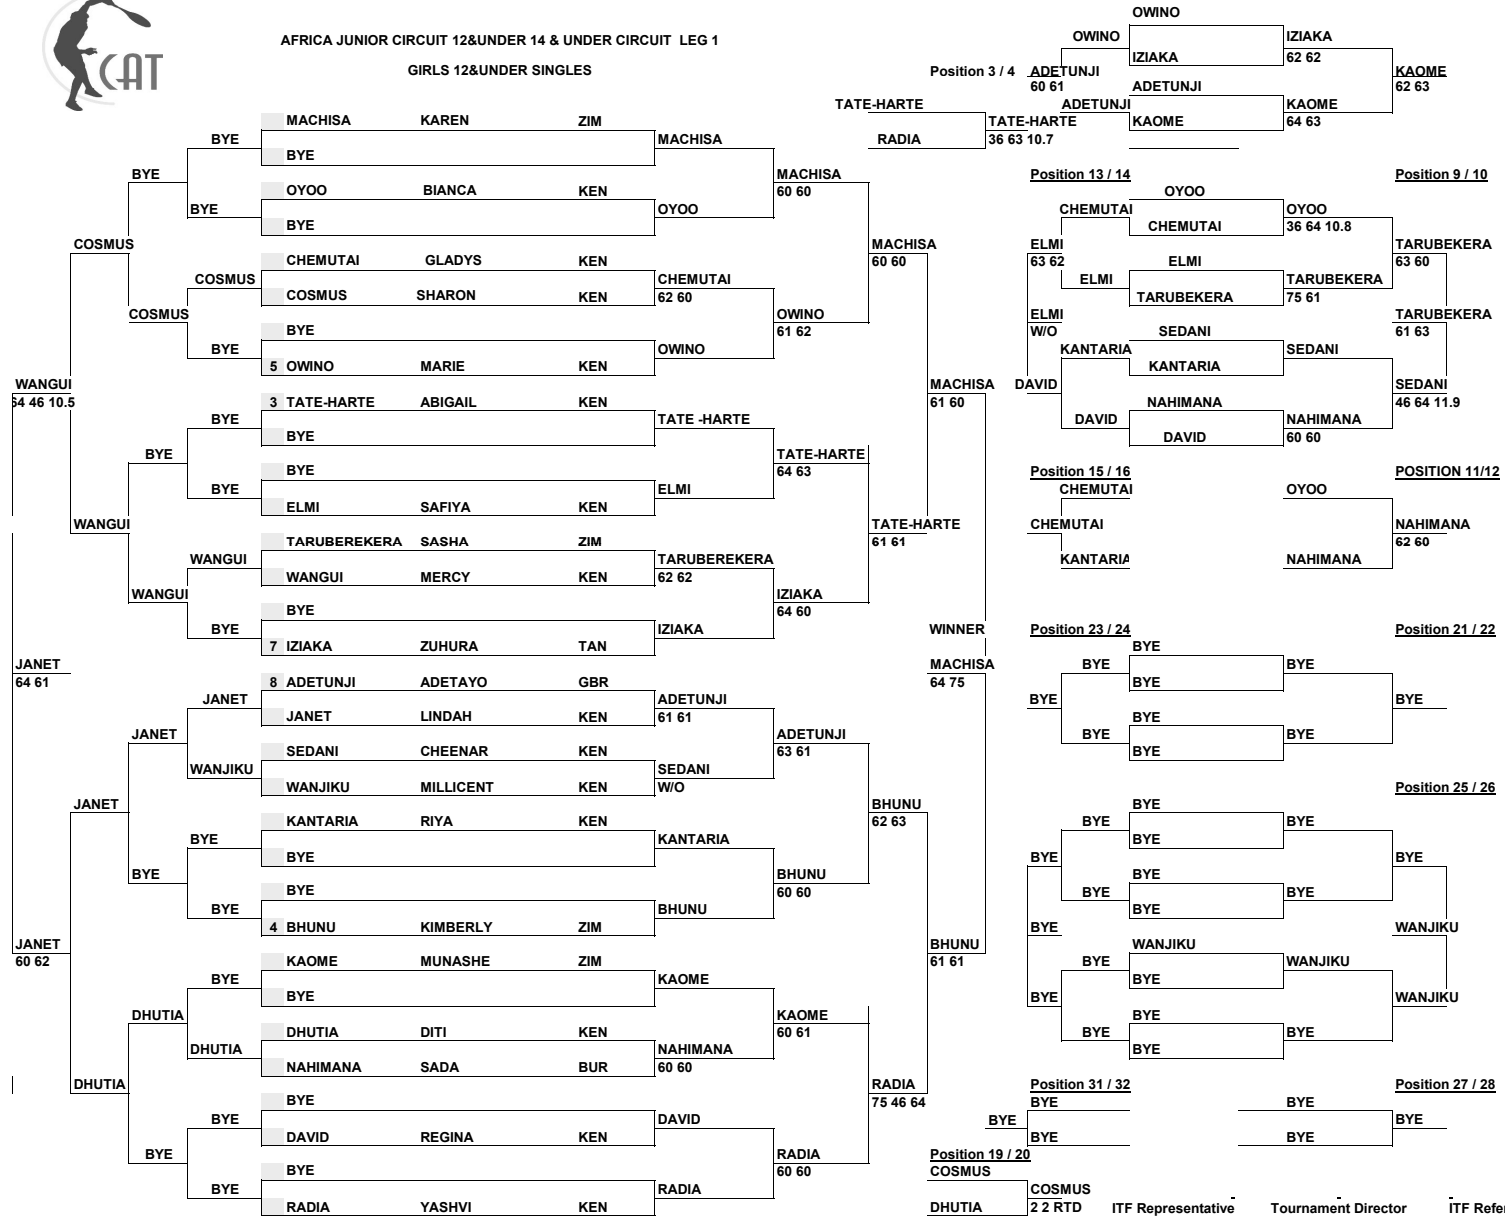 CAT
AFRICA JUNIOR CIRCUIT 12&UNDER 14 & UNDER CIRCUIT LEG 1
GIRLS 12&UNDER SINGLES
OWINO
OWINO IZIAKA
IZIAKA 62 62
Position 3 / 4 ADETUNJI KAOME
60 61 ADETUNJI 62 63
TATE-HARTE ADETUNJI KAOME
MACHISA KAREN ZIM TATE-HARTE KAOME 64 63
BYE MACHISA RADIA 36 63 10.7
BYE
BYE MACHISA Position 13 / 14 Position 9 / 10
OYOO BIANCA KEN 60 60 OYOO
BYE OYOO CHEMUTAI OYOO
BYE CHEMUTAI 36 64 10.8
COSMUS MACHISA ELMI TARUBEKERA
CHEMUTAI GLADYS KEN 60 60 63 62 ELMI 63 60
COSMUS CHEMUTAI ELMI TARUBEKERA
COSMUS SHARON KEN 62 60 TARUBEKERA 75 61
COSMUS OWINO ELMI TARUBEKERA
BYE 61 62 W/O SEDANI 61 63
BYE OWINO KANTARIA SEDANI
5 OWINO MARIE KEN KANTARIA
WANGUI MACHISA DAVID SEDANI
64 46 10.5 3 TATE-HARTE ABIGAIL KEN 61 60 NAHIMANA 46 64 11.9
BYE TATE -HARTE DAVID NAHIMANA
BYE DAVID 60 60
BYE TATE-HARTE
BYE 64 63 Position 15 / 16 POSITION 11/12
BYE ELMI CHEMUTAI OYOO
ELMI SAFIYA KEN
WANGUI TATE-HARTE CHEMUTAI NAHIMANA
TARUBEREKERA SASHA ZIM 61 61 62 60
WANGUI TARUBEREKERA KANTARIA NAHIMANA
WANGUI MERCY KEN 62 62
WANGUI IZIAKA
BYE 64 60
BYE IZIAKA WINNER Position 23 / 24 Position 21 / 22
7 IZIAKA ZUHURA TAN BYE
JANET MACHISA BYE BYE
64 61 8 ADETUNJI ADETAYO GBR 64 75 BYE
JANET ADETUNJI BYE BYE
JANET LINDAH KEN 61 61 BYE
JANET ADETUNJI BYE BYE
SEDANI CHEENAR KEN 63 61 BYE
WANJIKU SEDANI
WANJIKU MILLICENT KEN W/O Position 25 / 26
JANET BHUNU BYE
KANTARIA RIYA KEN 62 63 BYE BYE
BYE KANTARIA BYE
BYE BYE BYE
BYE BHUNU BYE
BYE 60 60 BYE BYE
BYE BHUNU BYE
4 BHUNU KIMBERLY ZIM BYE WANJIKU
JANET BHUNU WANJIKU
60 62 KAOME MUNASHE ZIM 61 61 BYE WANJIKU
BYE KAOME BYE
BYE BYE WANJIKU
DHUTIA KAOME BYE
DHUTIA DITI KEN 60 61 BYE BYE
DHUTIA NAHIMANA BYE
NAHIMANA SADA BUR 60 60
DHUTIA RADIA Position 31 / 32 Position 27 / 28
BYE 75 46 64 BYE BYE
BYE DAVID BYE BYE
DAVID REGINA KEN BYE BYE
BYE RADIA Position 19 / 20
BYE 60 60 COSMUS
BYE RADIA COSMUS
RADIA YASHVI KEN DHUTIA 2 2 RTD ITF Representative Tournament Director ITF Refe